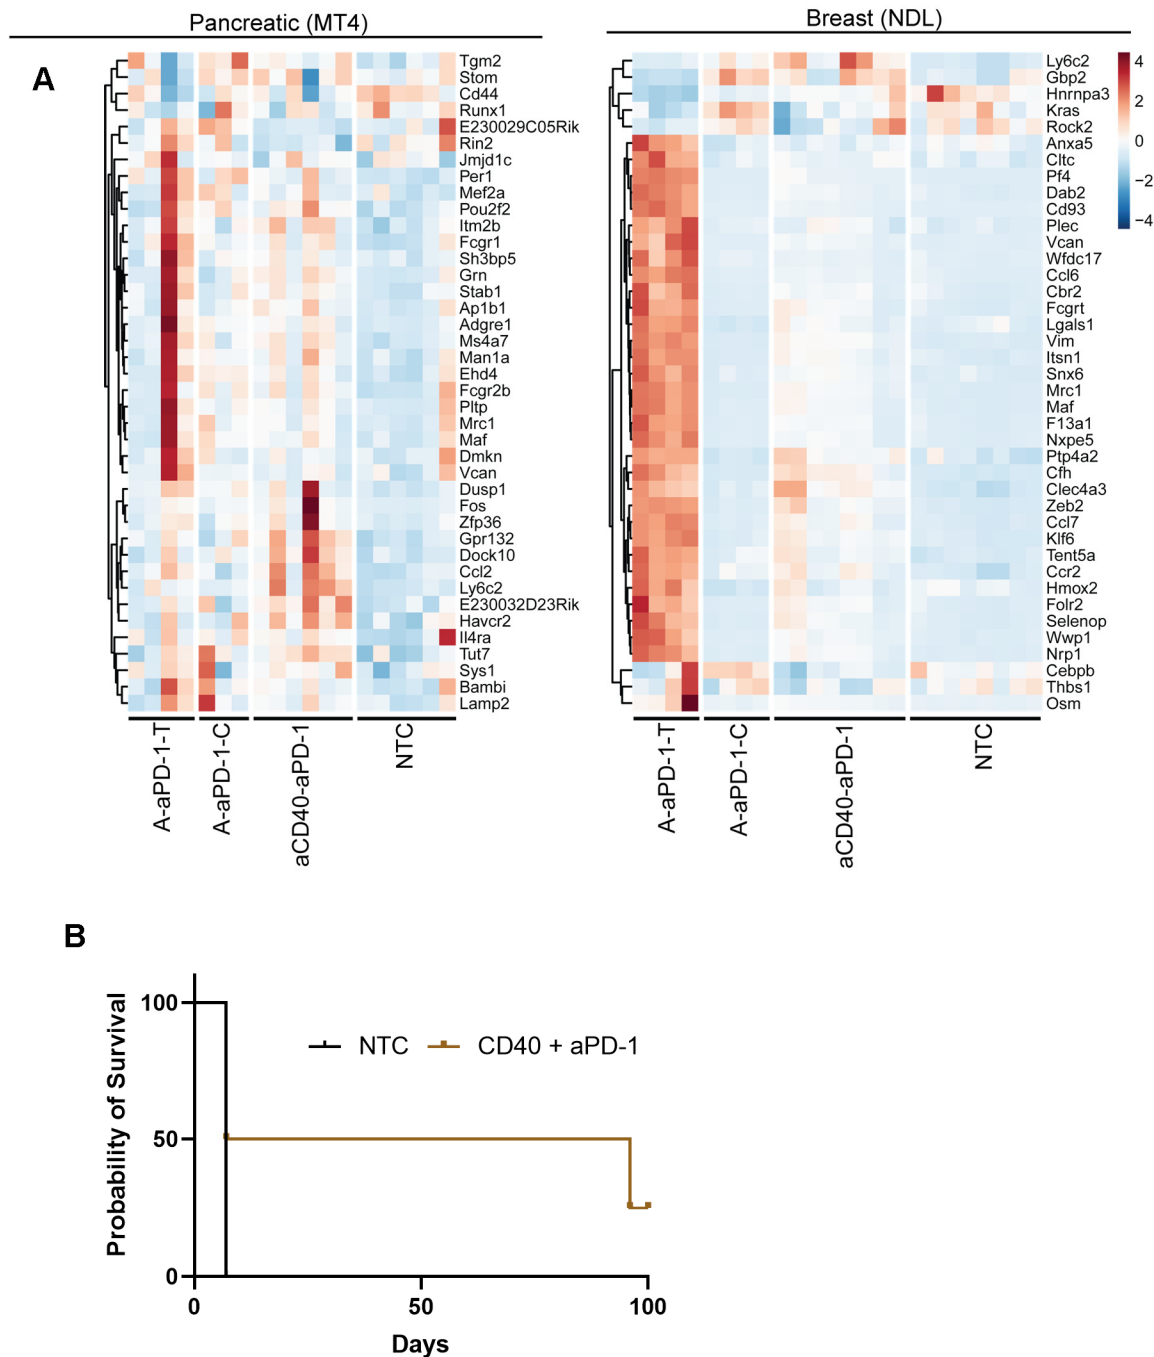 Pancreatic (MT4)
Breast (NDL)
A
Tgm2
Stom
Cd44
Runx1
E230029C05Rik
Rin2
Jmjd1c
Per1
Mef2a
Pou2f2
Itm2b
Fcgr1
Sh3bp5
Grn
Stab1
Ap1b1
Adgre1
Ms4a7
Man1a
Ehd4
Fcgr2b
Pltp
Mrc1
Maf
Dmkn
Vcan
Dusp1
Fos
Zfp36
Gpr132
Dock10
Ccl2
Ly6c2
E230032D23Rik
Havcr2
Il4ra
Tut7
Sys1
Bambi
Lamp2
A-aPD-1-T
A-aPD-1-C
aCD40-aPD-1
NTC
Ly6c2
Gbp2
Hnrnpa3
Kras
Rock2
Anxa5
Cltc
Pf4
Dab2
Cd93
Plec
Vcan
Wfdc17
Ccl6
Cbr2
Fcgrt
Lgals1
Vim
Itsn1
Snx6
Mrc1
Maf
F13a1
Nxpe5
Ptp4a2
Cfh
Clec4a3
Zeb2
Ccl7
Klf6
Tent5a
Ccr2
Hmox2
Folr2
Selenop
Wwp1
Nrp1
Cebpb
Thbs1
Osm
A-aPD-1-T
A-aPD-1-C
aCD40-aPD-1
NTC
4
2
0
−2
−4
B
Probability of Survival
100
50
0
NTC
CD40 + aPD-1
0
50
100
Days